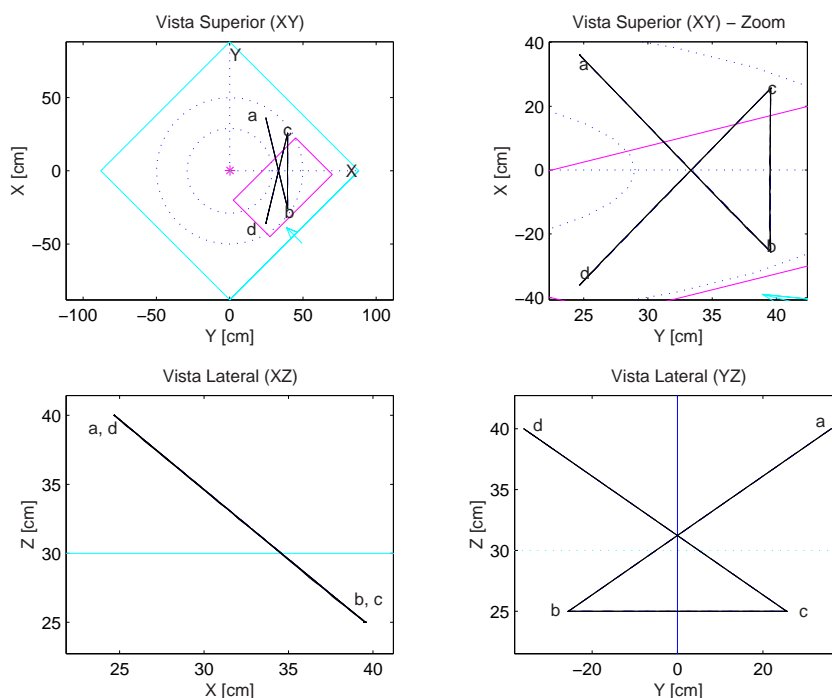 Vista Superior (XY)
Y
50
0
−50
X [cm]
a
c
X
b
d
−100
−50
0
50
100
Y [cm]
Vista Superior (XY) − Zoom
40
20
0
−20
−40
X [cm]
a
c
b
d
25
30
35
40
Y [cm]
Vista Lateral (XZ)
40
35
30
25
Z [cm]
a, d
b, c
25
30
35
40
X [cm]
Vista Lateral (YZ)
40
35
30
25
Z [cm]
d
a
b
c
−20
0
20
Y [cm]